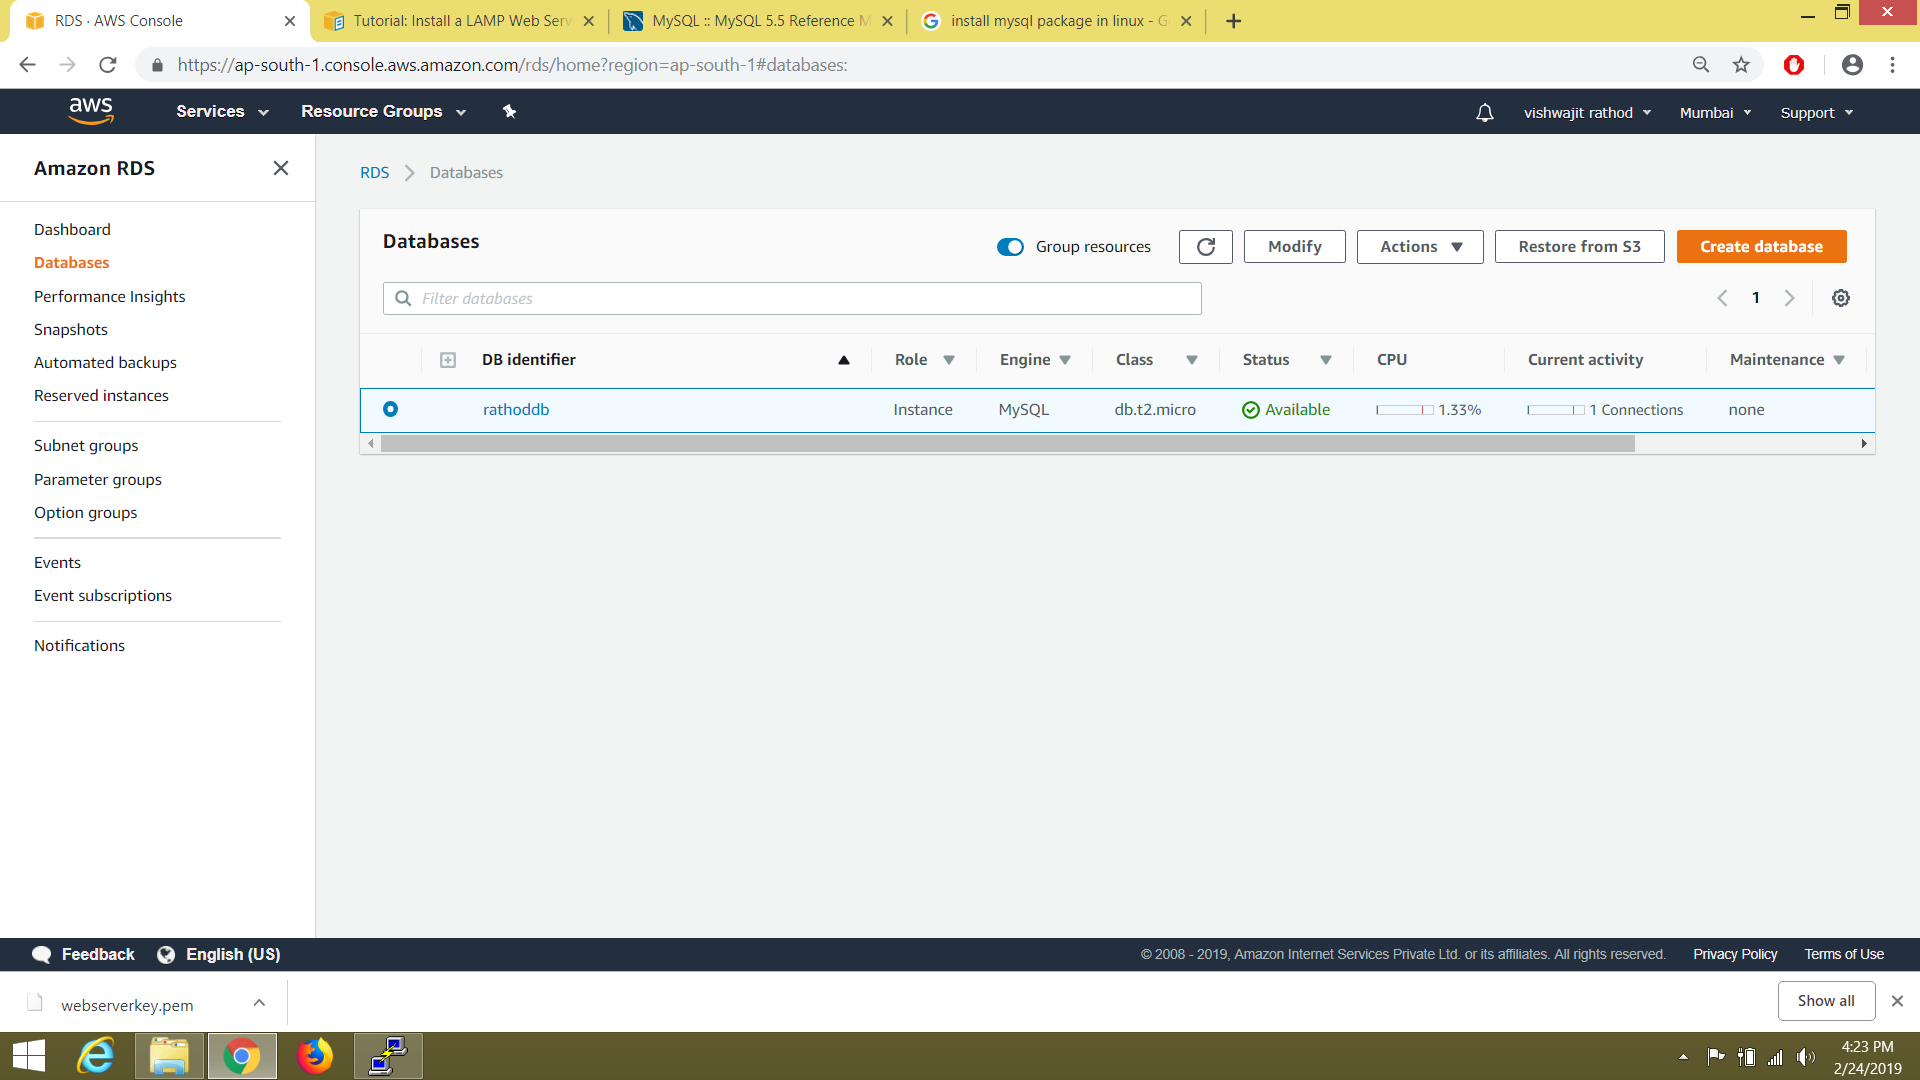 RDS · AWS Console
Tutorial: Install a LAMP Web Serv
MySQL :: MySQL 5.5 Reference M
install mysql package in linux - G
https://ap-south-1.console.aws.amazon.com/rds/home?region=ap-south-1#databases:
aws
Services
Resource Groups
vishwajit rathod
Mumbai
Support
Amazon RDS
Dashboard
Databases
Performance Insights
Snapshots
Automated backups
Reserved instances
Subnet groups
Parameter groups
Option groups
Events
Event subscriptions
Notifications
RDS
Databases
Databases
Group resources
Modify
Actions
Restore from S3
Create database
Filter databases
1
DB identifier
Role
Engine
Class
Status
CPU
Current activity
Maintenance
rathoddb
Instance
MySQL
db.t2.micro
Available
1.33%
1 Connections
none
Feedback
English (US)
© 2008 - 2019, Amazon Internet Services Private Ltd. or its affiliates. All rights reserved.
Privacy Policy
Terms of Use
webserverkey.pem
Show all
4:23 PM
2/24/2019